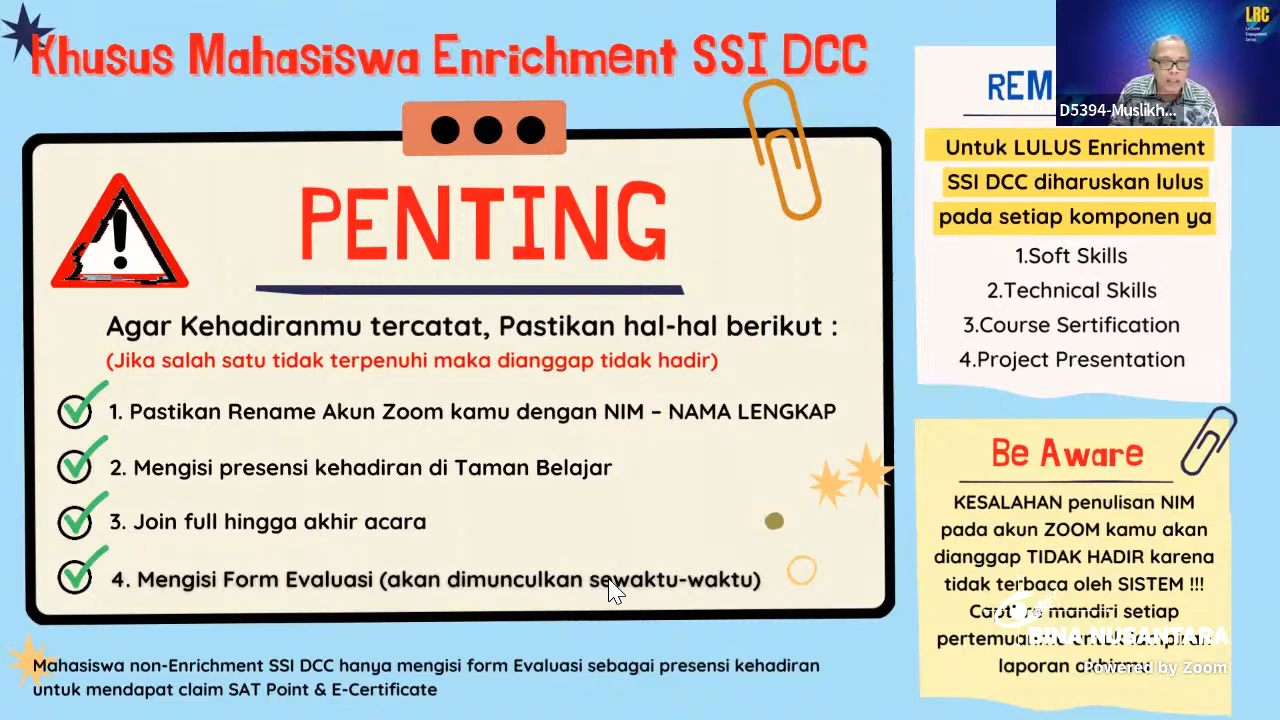 Khusus Mahasiswa Enrichment SSI DCC
PENTING
Agar Kehadiranmu tercatat, Pastikan hal-hal berikut :
(Jika salah satu tidak terpenuhi maka dianggap tidak hadir)
1. Pastikan Rename Akun Zoom kamu dengan NIM – NAMA LENGKAP
2. Mengisi presensi kehadiran di Taman Belajar
3. Join full hingga akhir acara
4. Mengisi Form Evaluasi (akan dimunculkan sewaktu-waktu)
Mahasiswa non-Enrichment SSI DCC hanya mengisi form Evaluasi sebagai presensi kehadiran
untuk mendapat claim SAT Point & E-Certificate
LRC
D5394-Muslikh...
REM
Untuk LULUS Enrichment
SSI DCC diharuskan lulus
pada setiap komponen ya
1.Soft Skills
2.Technical Skills
3.Course Sertification
4.Project Presentation
Be Aware
KESALAHAN penulisan NIM
pada akun ZOOM kamu akan
dianggap TIDAK HADIR karena
tidak terbaca oleh SISTEM !!!
mandiri setiap
BINA NUSANTARA
laporan
Powered by Zoom